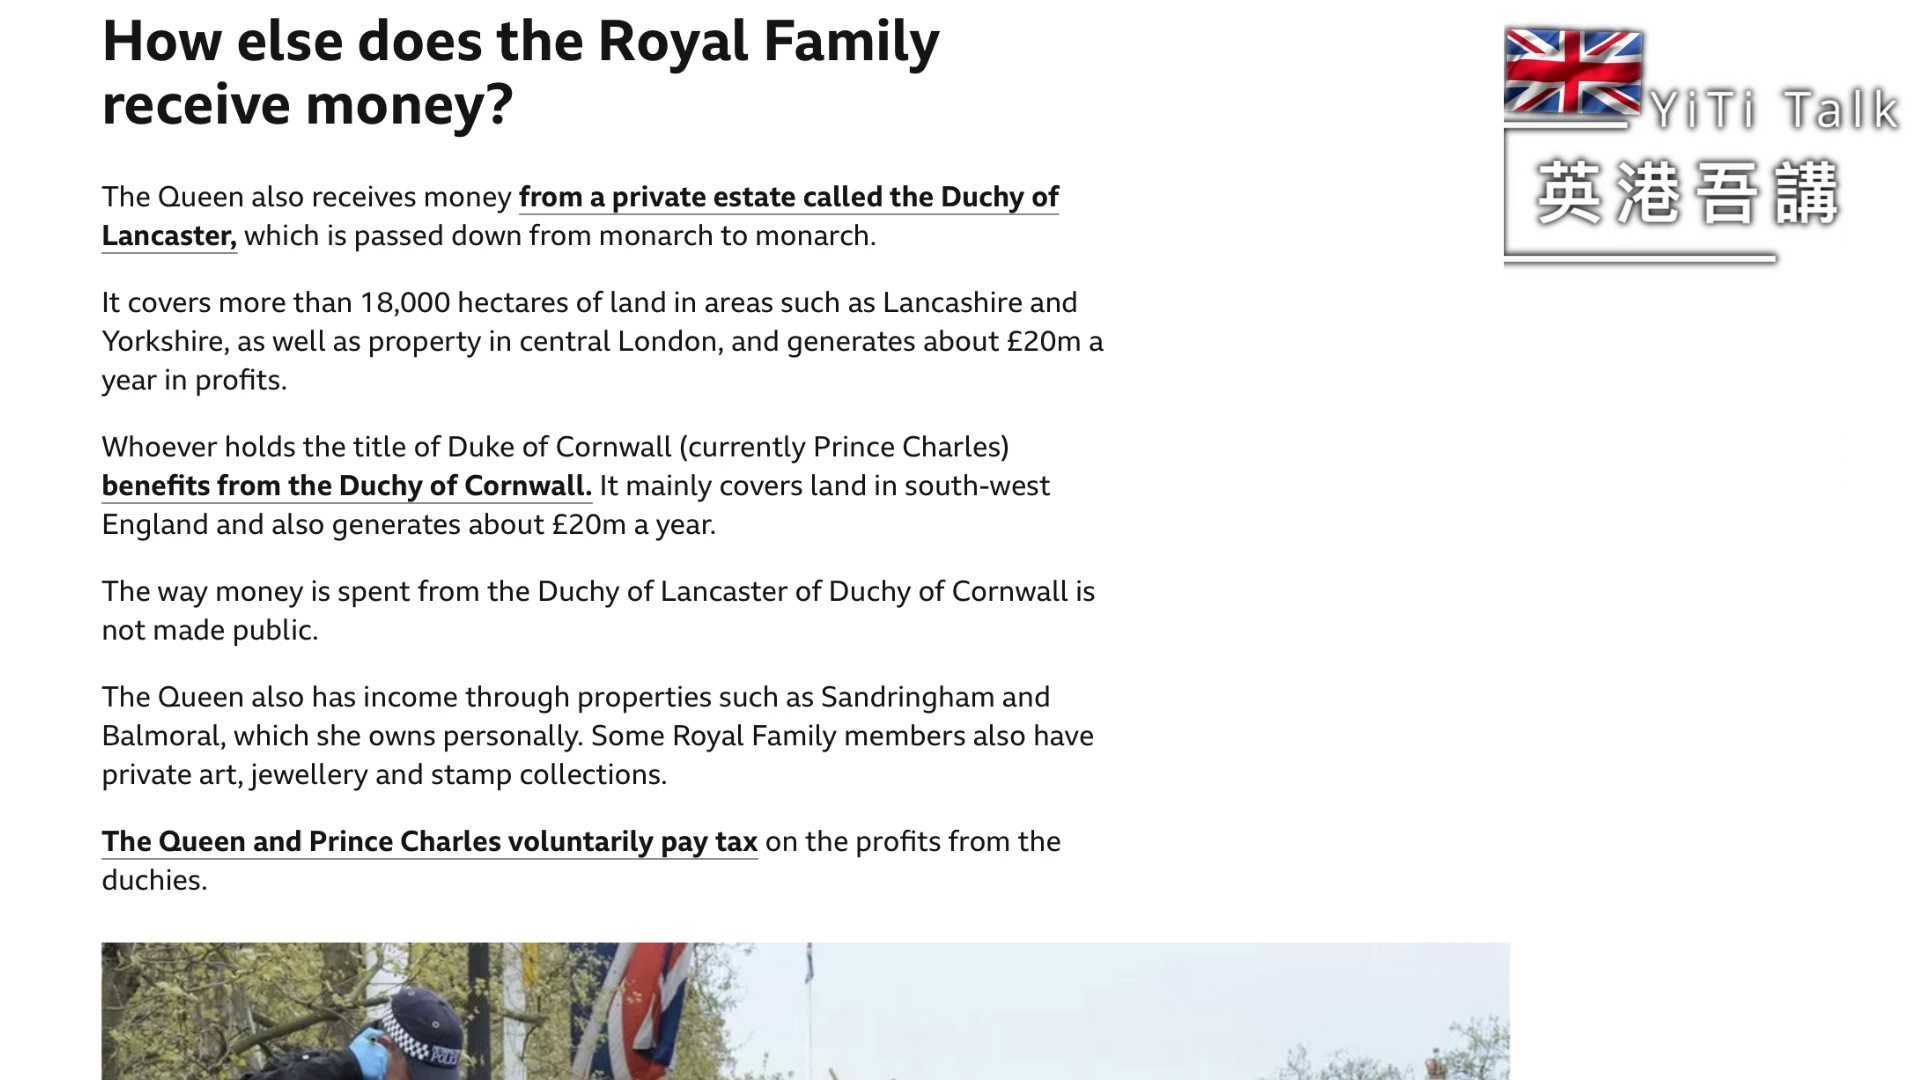 How else does the Royal Family
receive money?
The Queen also receives money from a private estate called the Duchy of
Lancaster, which is passed down from monarch to monarch.
It covers more than 18,000 hectares of land in areas such as Lancashire and
Yorkshire, as well as property in central London, and generates about £20m a
year in profits.
Whoever holds the title of Duke of Cornwall (currently Prince Charles)
benefits from the Duchy of Cornwall. It mainly covers land in south-west
England and also generates about £20m a year.
The way money is spent from the Duchy of Lancaster of Duchy of Cornwall is
not made public.
The Queen also has income through properties such as Sandringham and
Balmoral, which she owns personally. Some Royal Family members also have
private art, jewellery and stamp collections.
The Queen and Prince Charles voluntarily pay tax on the profits from the
duchies.
YiTi Talk
英港吾講
METROPOLITAN
POLICE